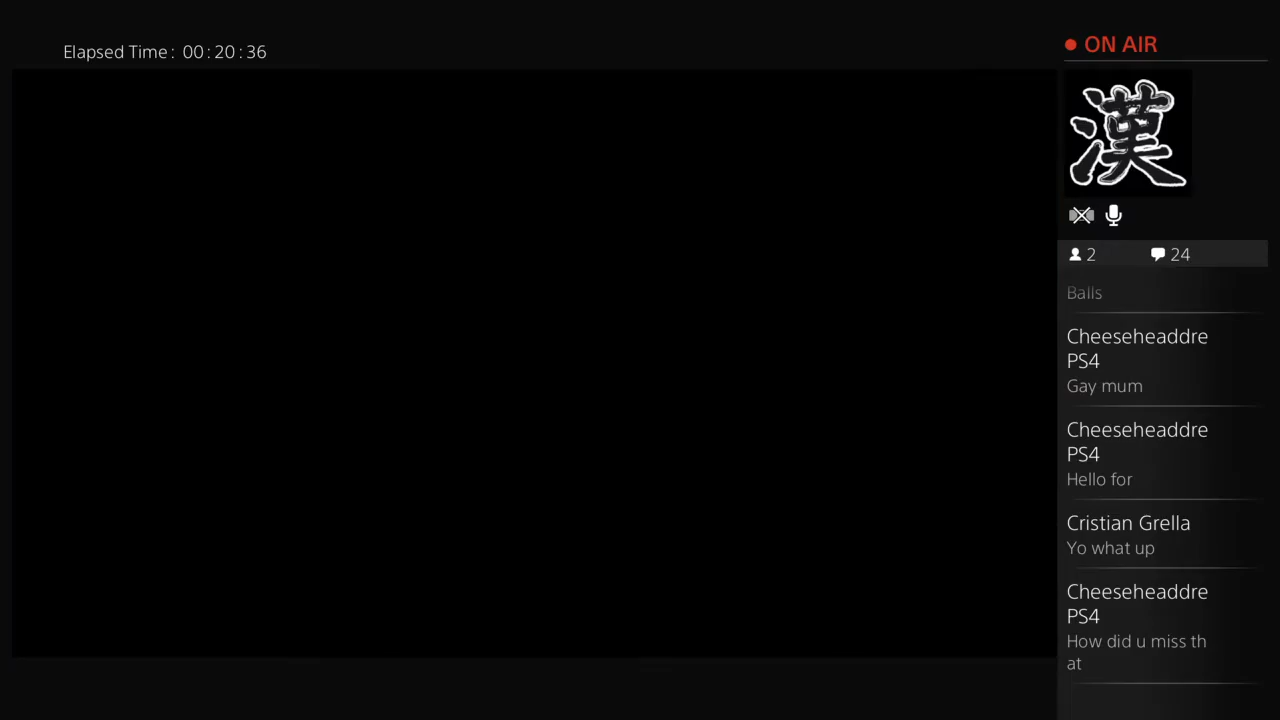 Elapsed Time: 00:20:36
ON AIR
漢
2 24
Balls
Cheeseheaddre
PS4
Gay mum
Cheeseheaddre
PS4
Hello for
Cristian Grella
Yo what up
Cheeseheaddre
PS4
How did u miss th
at